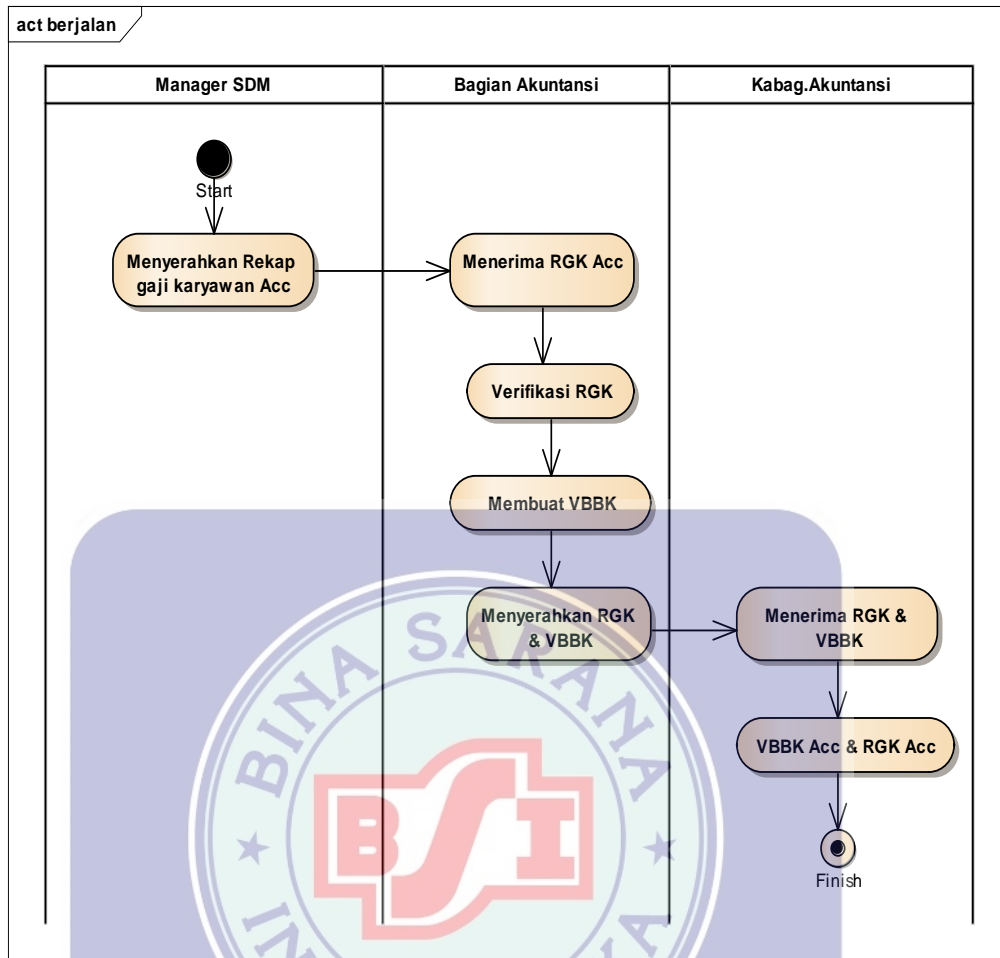 act berjalan
Manager SDM
Bagian Akuntansi
Kabag.Akuntansi
Start
Menyerahkan Rekap
gaji karyawan Acc
Menerima RGK Acc
Verifikasi RGK
Membuat VBBK
Menyerahkan RGK
& VBBK
Menerima RGK &
VBBK
VBBK Acc & RGK Acc
Finish
BINA SARANA
BSI